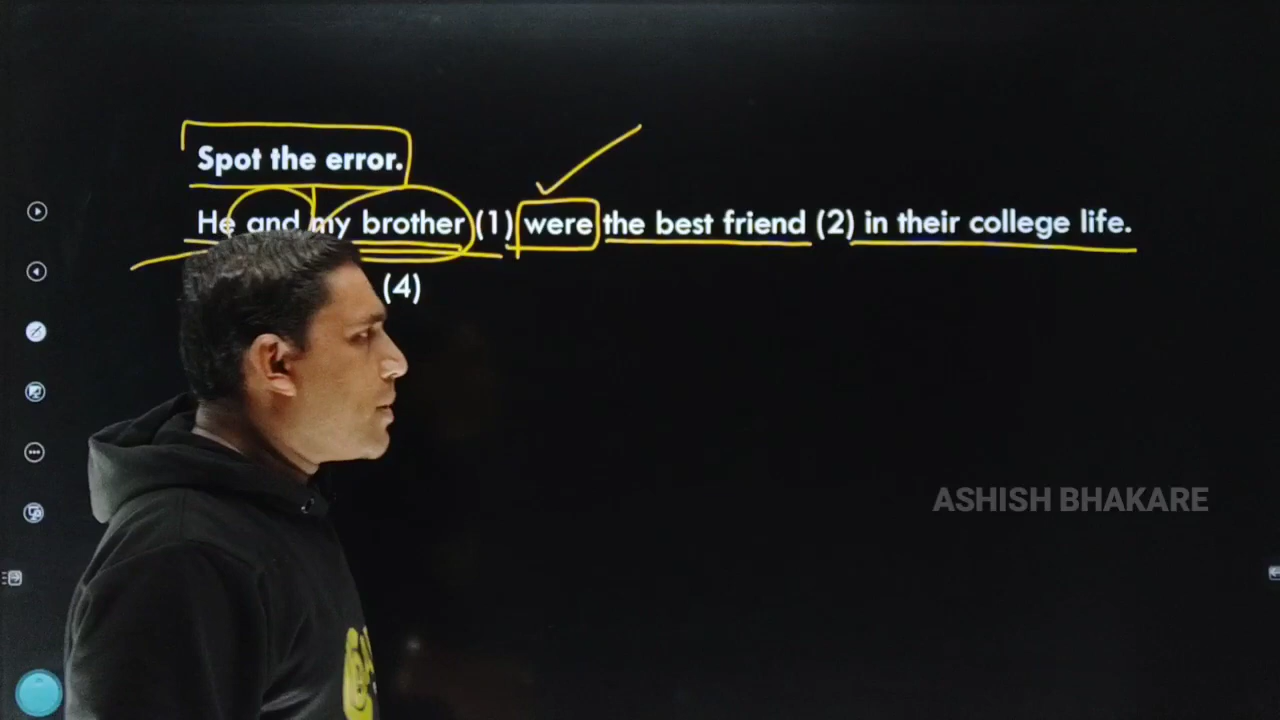 Spot the error.
He and my brother (1) were the best friend (2) in their college life.
(4)
ASHISH BHAKARE